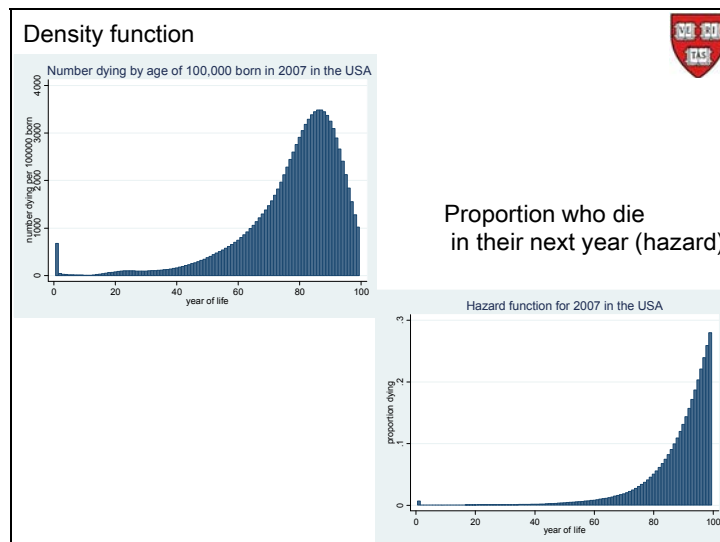 Density function
VE RI
TAS
Number dying by age of 100,000 born in 2007 in the USA
number dying per 100000 born
4000
3000
2000
1000
0
0 20 40 60 80 100
year of life
Proportion who die
in their next year (hazard)
Hazard function for 2007 in the USA
proportion dying
.3
.2
.1
0
0 20 40 60 80 100
year of life